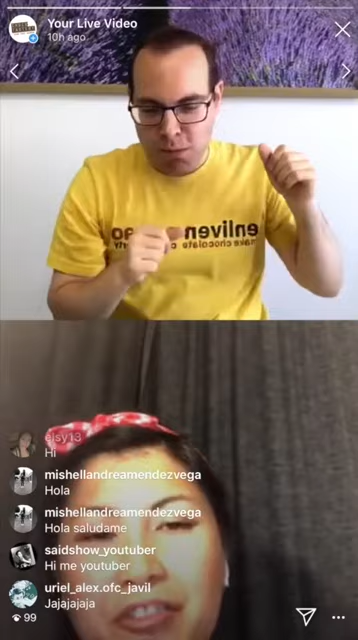 Your Live Video
10h ago
enliven
make chocolate
elsy13
Hi
mishellandreamendezvega
Hola
mishellandreamendezvega
Hola saludame
saidshow_youtuber
Hi me youtuber
uriel_alex.ofc_javil
Jajajajaja
99